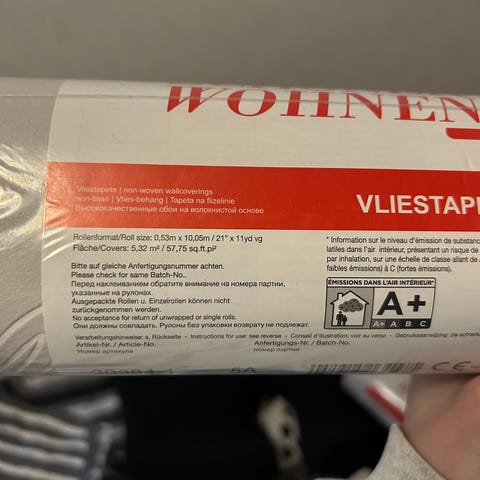 WOHNEN
Vliestapete | non-woven wallcoverings
non-tissé | Vlies-behang | Tapeta na flizelinie
Высококачественные обои на волокнистой основе
VLIESTAP
Rollenformat/Roll size: 0,53m x 10,05m / 21" x 11yd vg
Fläche/Covers: 5,32 m² / 57,75 sq.ft.pi²
Bitte auf gleiche Anfertigungsnummer achten.
Please check for same Batch-No..
Перед наклеиванием обратите внимание на номера партии,
указанные на рулонах.
Ausgepackte Rollen u. Einzelrollen können nicht
zurückgenommen werden.
No acceptance for return of unwrapped or single rolls.
Они должны совпадать. Рулоны без упаковки возврату не подлежат.
* Information sur le niveau d'émission de substanc
latiles dans l'air intérieur, présentant un risque de
par inhalation, sur une échelle de classe allant de
faibles émissions) à C (fortes émissions).
ÉMISSIONS DANS L'AIR INTÉRIEUR*
A+
A+ A B C
Verarbeitungshinweise: s. Rückseite - Instructions for use: see reverse - Conseil d'illustration: voir au verso - Gebruiksaanwijzing: zie
Artikel-Nr. / Article-No.:
Номер артикула
Anfertigungs-Nr. / Batch-No.:
номер партии
5A
CE